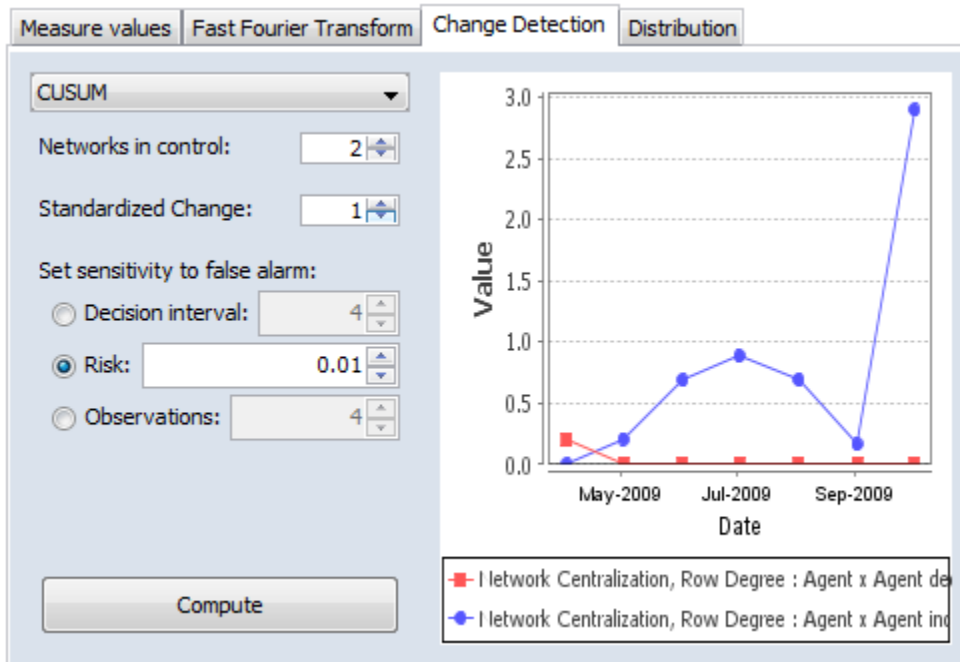 Measure values Fast Fourier Transform Change Detection Distribution
CUSUM
Networks in control: 2
Standardized Change: 1
Set sensitivity to false alarm:
Decision interval: 4
Risk: 0.01
Observations: 4
Compute
3.0
2.5
2.0
1.5
1.0
0.5
0.0
Value
May-2009 Jul-2009 Sep-2009
Date
Network Centralization, Row Degree : Agent x Agent de
Network Centralization, Row Degree : Agent x Agent inc